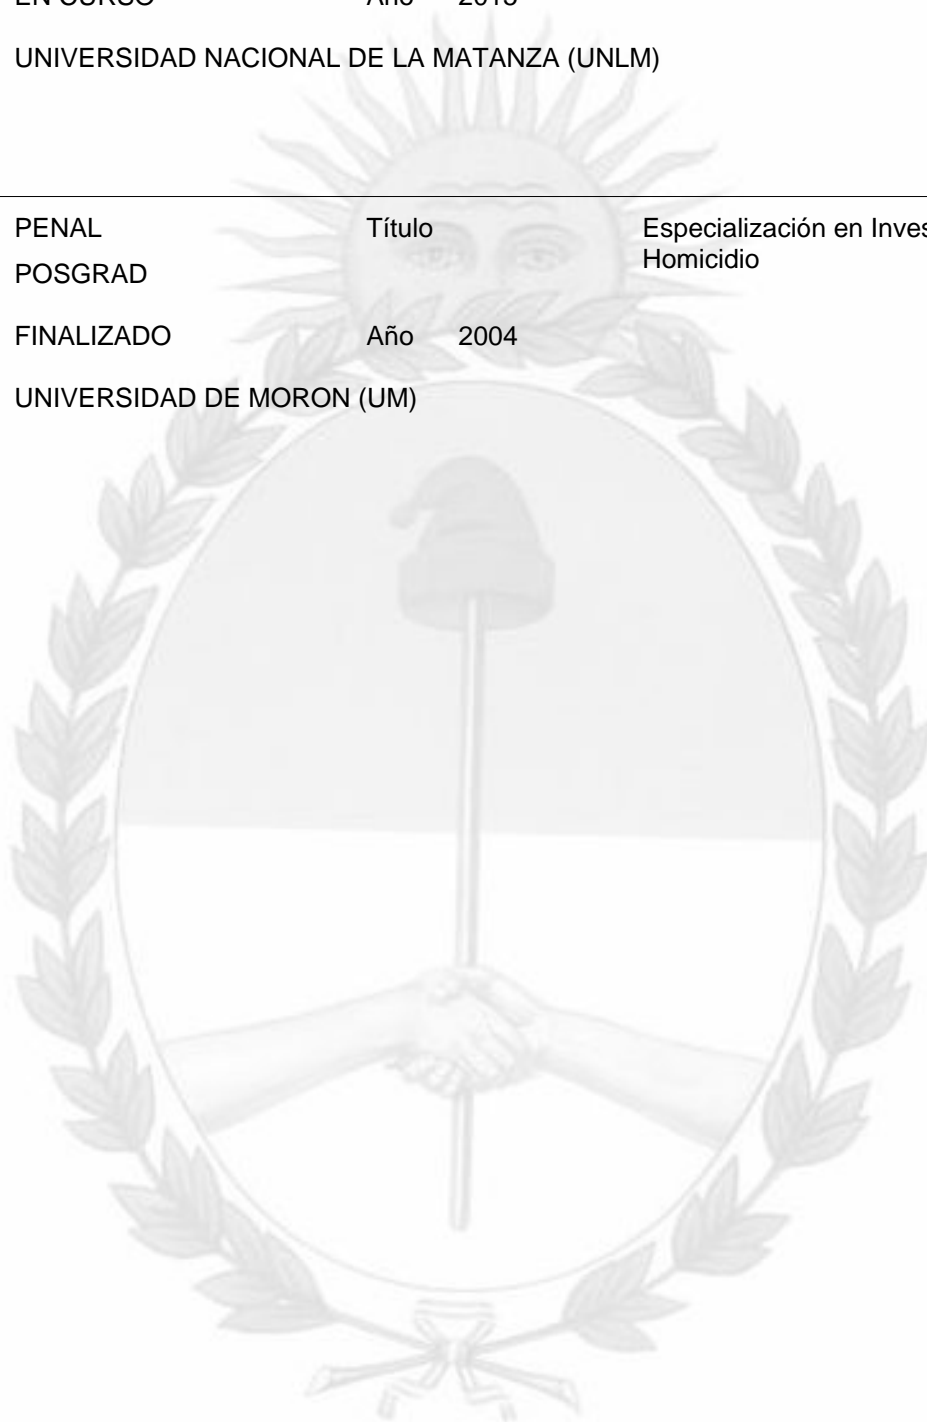 UNIVERSIDAD NACIONAL DE LA MATANZA (UNLM)
PENAL Título Especialización en
POSGRAD Homicidio
FINALIZADO Año 2004
UNIVERSIDAD DE MORON (UM)